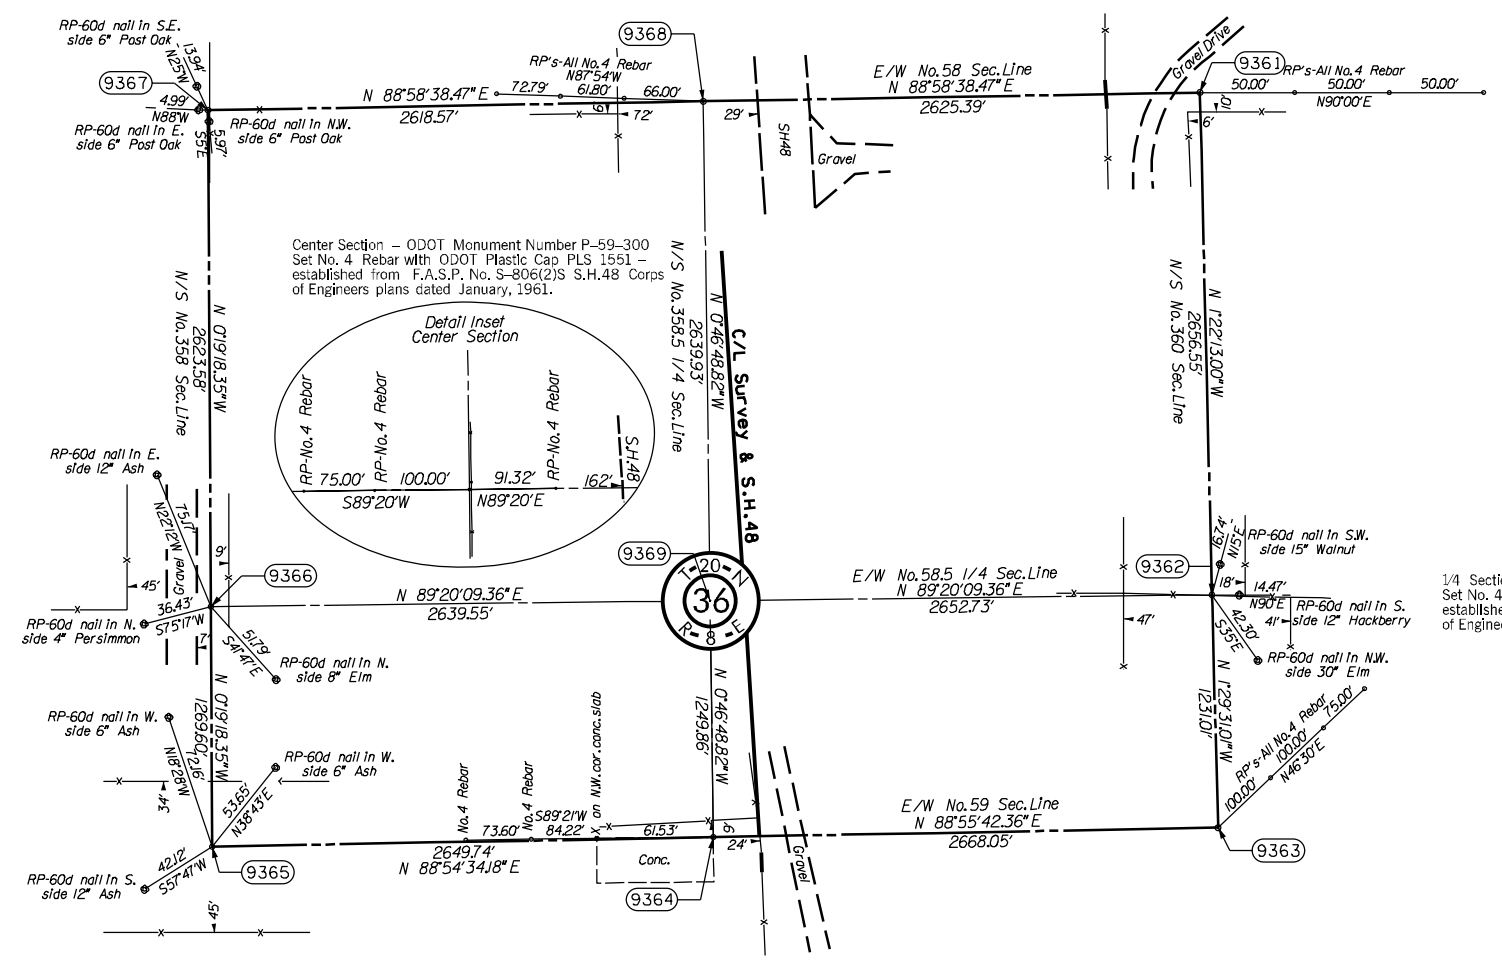 RP-60d nail in S.E.
side 6" Post Oak
13.94'
N25°W
9367
4.99'
N88°W
RP-60d nail in E.
side 6" Post Oak
S5°E
5.97'
RP-60d nail in N.W.
side 6" Post Oak
N 88°58'38.47" E
2618.57'
RP's-All No.4 Rebar
N87°54'W
72.79'
61.80'
66.00'
9'
72'
9368
29'
SH48
Gravel
E/W No.58 Sec.Line
N 88°58'38.47" E
2625.39'
Gravel Drive
9361
RP's-All No.4 Rebar
50.00'
50.00'
50.00'
N90°00'E
10'
6'
Center Section – ODOT Monument Number P–59–300
Set No. 4 Rebar with ODOT Plastic Cap PLS 1551 –
established from F.A.S.P. No. S–806(2)S S.H.48 Corps
of Engineers plans dated January, 1961.
Detail Inset
Center Section
RP-No.4 Rebar
RP-No.4 Rebar
RP-No.4 Rebar
S.H.48
75.00'
100.00'
91.32'
162'
S89°20'W
N89°20'E
N 0°19'18.35"W
2623.58'
N/S No.358 Sec.Line
N/S No.358.5 1/4 Sec.Line
2639.93'
N 0°46'48.82"W
C/L Survey & S.H.48
N 1°22'13.00"W
2656.55'
N/S No.360 Sec.Line
RP-60d nail in E.
side 12" Ash
75.17'
N22°12'W
Gravel
9'
45'
36.43'
S75°17'W
7'
RP-60d nail in N.
side 4" Persimmon
9366
51.79'
S41°47'E
RP-60d nail in N.
side 8" Elm
N 89°20'09.36" E
2639.55'
9369
T-20-N
36
R-8-E
E/W No.58.5 1/4 Sec.Line
N 89°20'09.36" E
2652.73'
9362
16.74'
N15°E
RP-60d nail in S.W.
side 15" Walnut
18'
14.47'
N90°E
RP-60d nail in S.
side 12" Hackberry
41'
47'
42.30'
S35°E
RP-60d nail in N.W.
side 30" Elm
1/4 Sectio
Set No. 4
established
of Enginee
RP-60d nail in W.
side 6" Ash
72.16'
N18°28'W
N 0°19'18.35"W
1269.60'
34'
RP-60d nail in W.
side 6" Ash
53.65'
N38°43'E
42.12'
S57°47'W
RP-60d nail in S.
side 12" Ash
9365
45'
No.4 Rebar
No.4 Rebar
X on N.W.cor.conc.slab
S89°21'W
73.60'
84.22'
61.53'
2649.74'
N 88°54'34.18" E
Conc.
N 0°46'48.82"W
1249.86'
9'
24'
9364
Gravel
E/W No.59 Sec.Line
N 88°55'42.36" E
2668.05'
N 1°29'31.01"W
1231.01'
RP's-All No.4 Rebar
100.00'
100.00'
75.00'
N46°30'E
9363